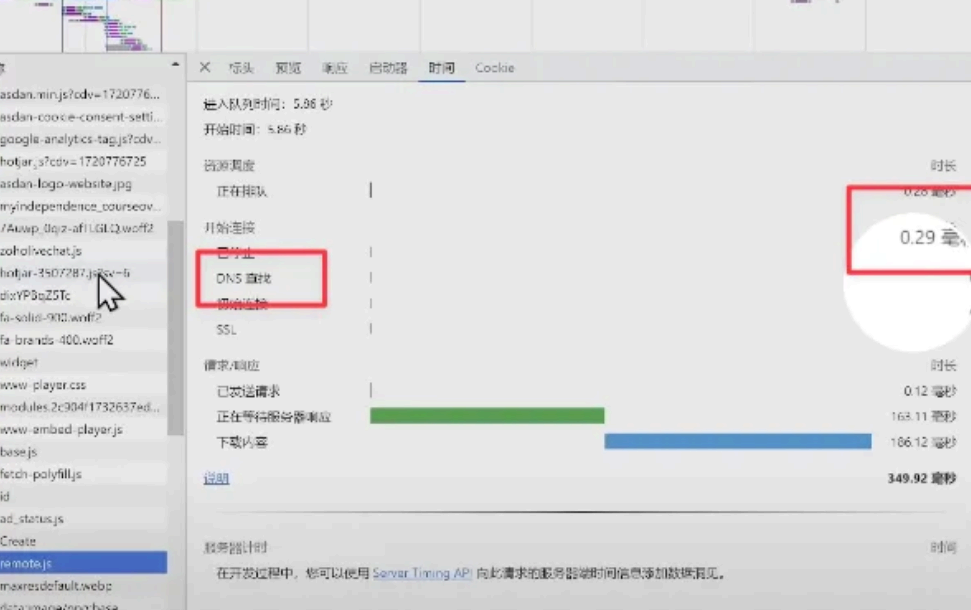 标头 预览 响应 启动器 时间 Cookie
进入队列时间：5.86 秒
开始时间：5.86 秒
资源调度 时长
正在排队 0.28 毫秒
开始连接
已停止
DNS 查找 0.29 毫
初始连接
SSL
请求/响应 时长
已发送请求 0.12 毫秒
正在等待服务器响应 163.11 毫秒
下载内容 186.12 毫秒
说明 349.92 毫秒
服务器计时 时间
在开发过程中，您可以使用 Server Timing API 向此请求的服务器端时间信息添加数据洞见。
asdan.min.js?cdv=1720776...
asdan-cookie-consent-setti...
google-analytics-tag.js?cdv...
hotjar.js?cdv=1720776725
asdan-logo-website.jpg
myindependence_courseov...
zoholivechat.js
hotjar-3507287.js?sv=6
fa-solid-900.woff2
fa-brands-400.woff2
widget
www-player.css
modules.2c904f1732637ed...
www-embed-player.js
base.js
fetch-polyfill.js
id
ad_status.js
Create
remote.js
maxresdefault.webp